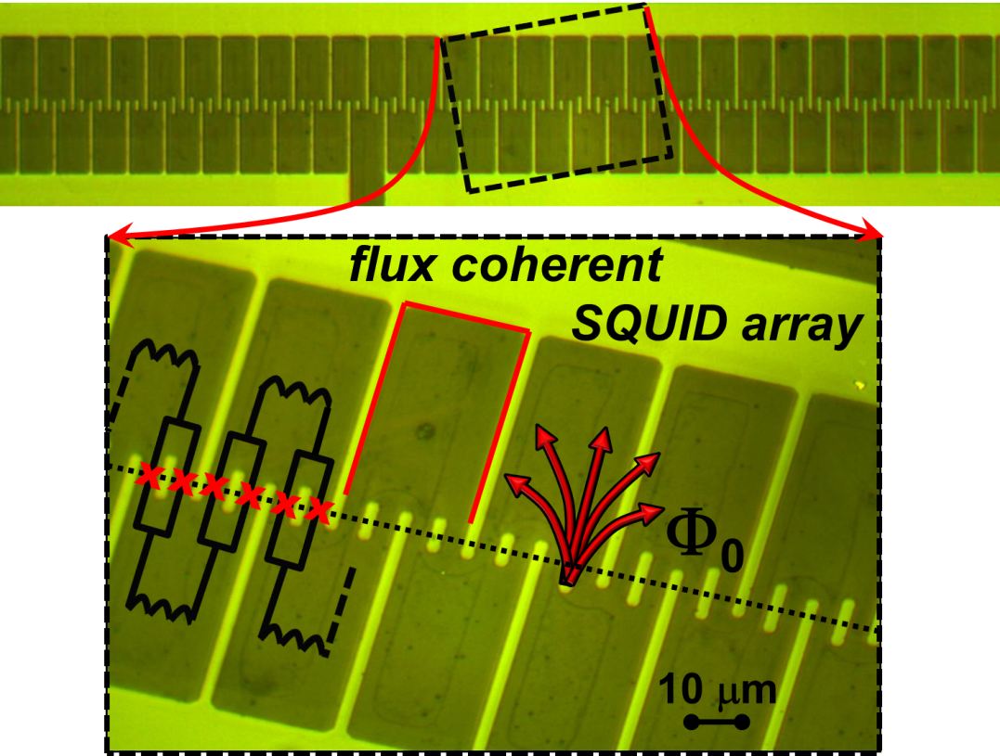 flux coherent
SQUID array
Φ0
10 μm